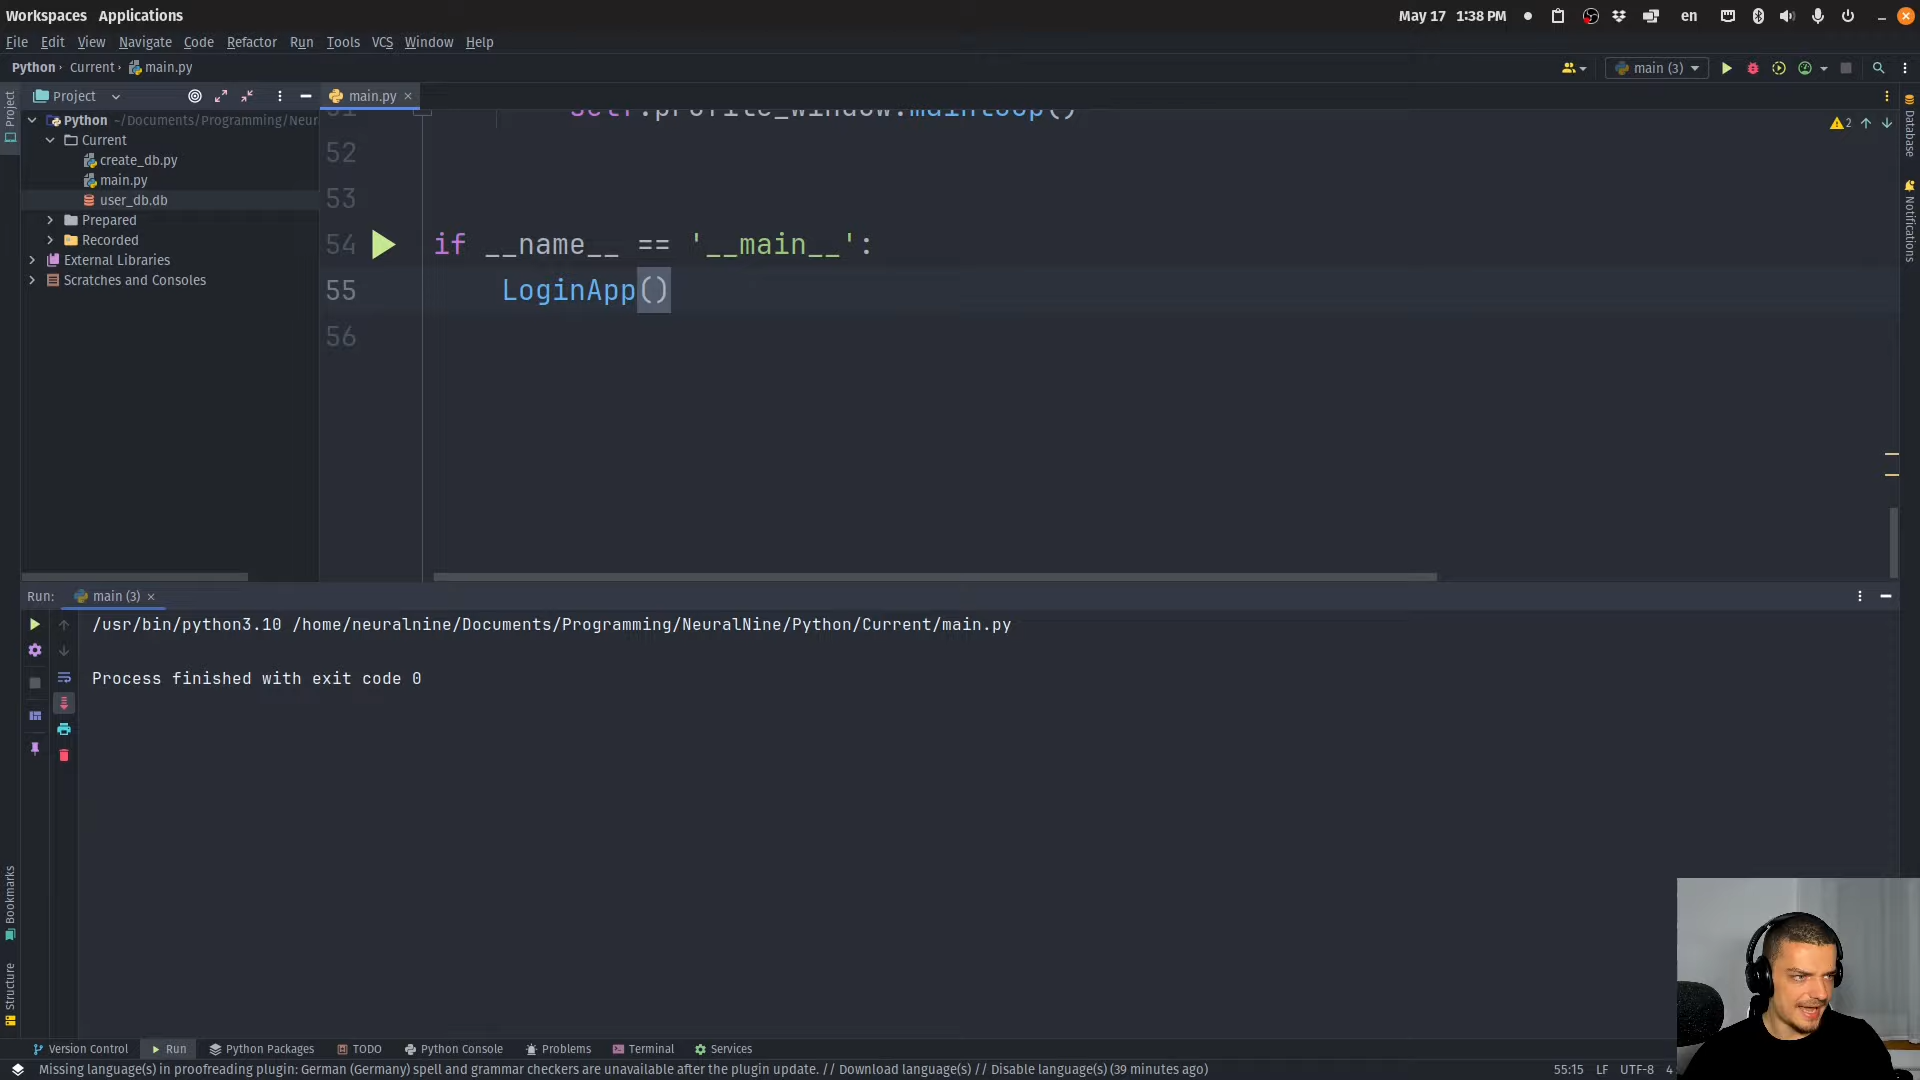 Workspaces Applications
May 17 1:38 PM
en
File Edit View Navigate Code Refactor Run Tools VCS Window Help
Python › Current › main.py
main (3)
Project
main.py
Python ~/Documents/Programming/Neur
self.profile_window.mainloop()
2
Current
create_db.py
52
main.py
user_db.db
53
Prepared
Recorded
54 if __name__ == '__main__':
External Libraries
Scratches and Consoles
55 LoginApp()
56
Project
Database
Notifications
Run: main (3)
/usr/bin/python3.10 /home/neuralnine/Documents/Programming/NeuralNine/Python/Current/main.py
Process finished with exit code 0
Bookmarks
Structure
Version Control Run Python Packages TODO Python Console Problems Terminal Services
Missing language(s) in proofreading plugin: German (Germany) spell and grammar checkers are unavailable after the plugin update. // Download language(s) // Disable language(s) (39 minutes ago)
55:15 LF UTF-8 4